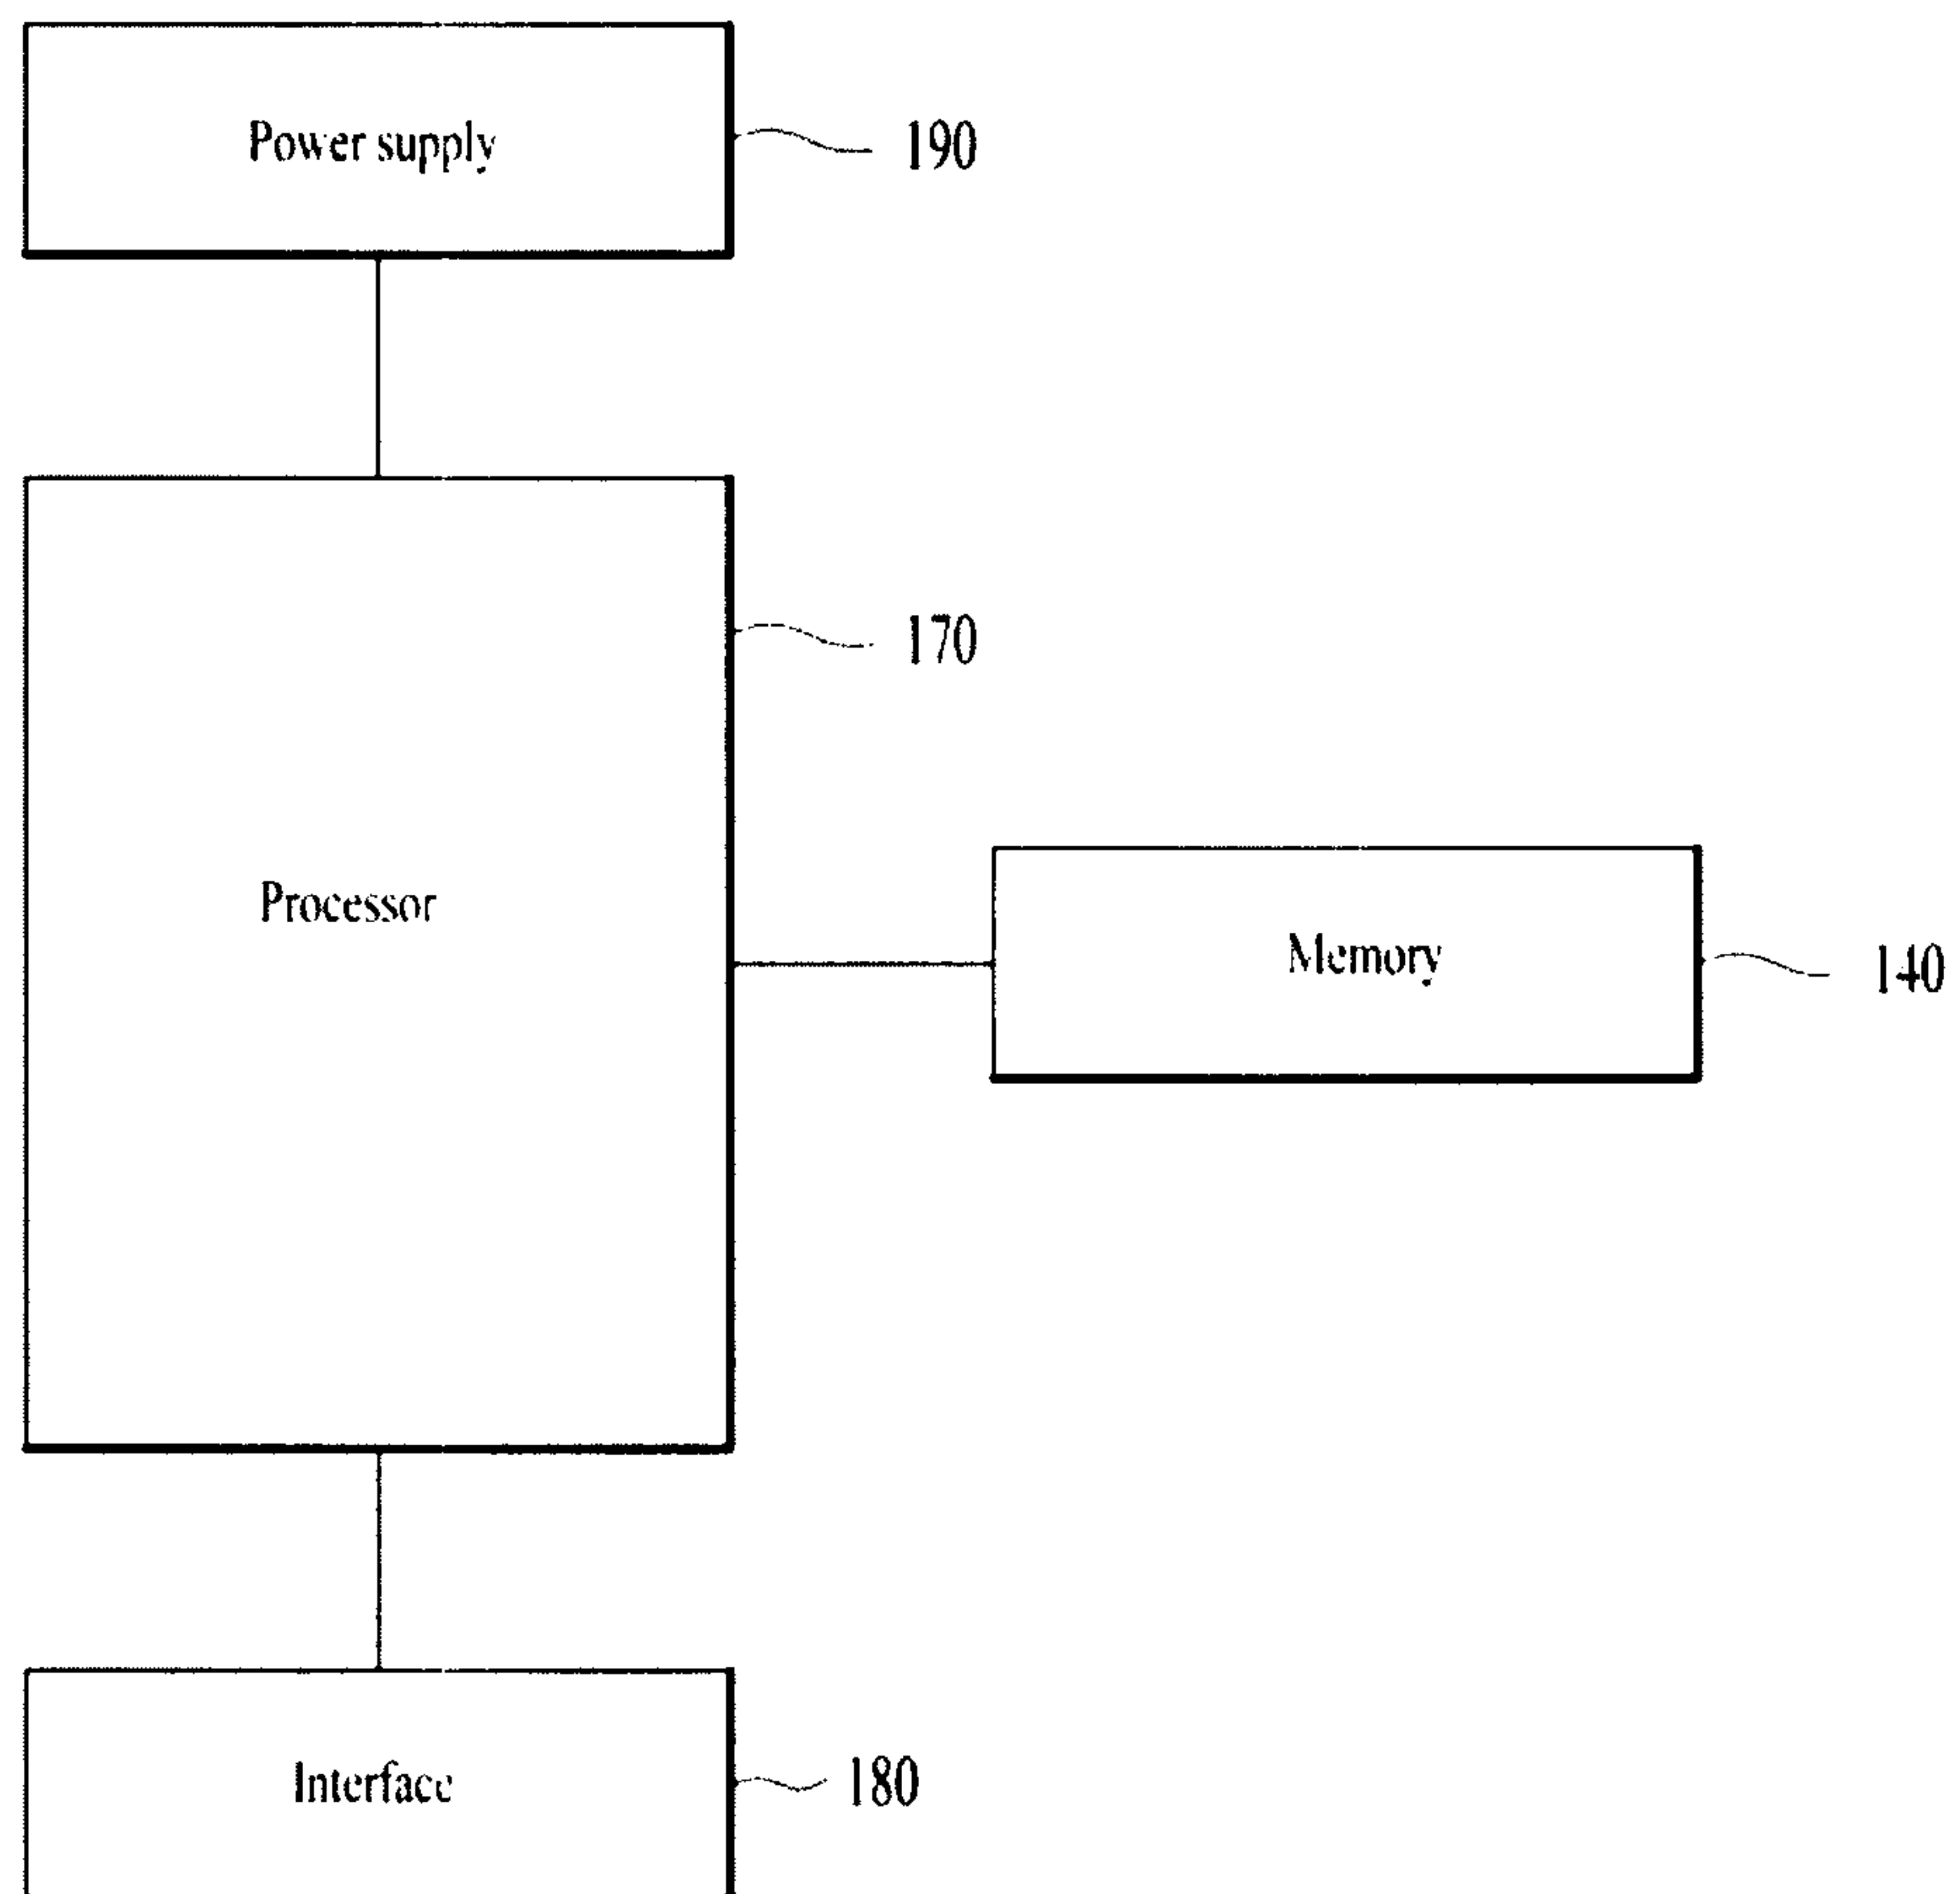 Power supply
190
170
Processor
Memory
140
Interface
180